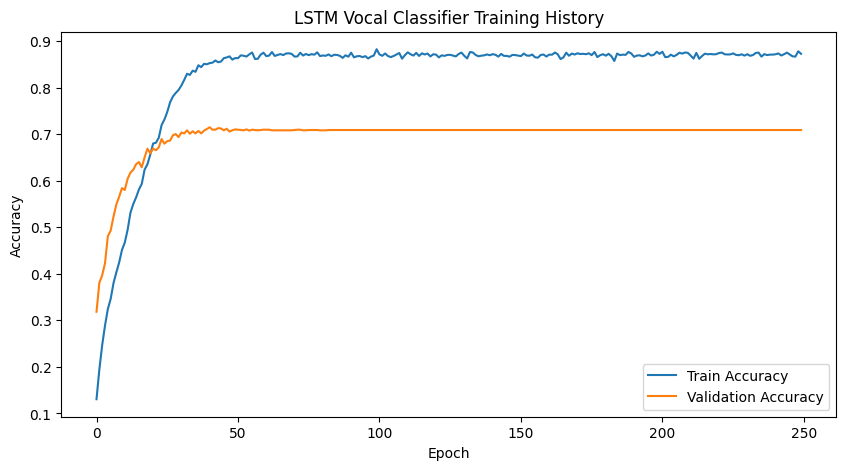 LSTM Vocal Classifier Training History
Accuracy
0.9
0.8
0.7
0.6
0.5
0.4
0.3
0.2
0.1
0 50 100 150 200 250
Epoch
Train Accuracy
Validation Accuracy